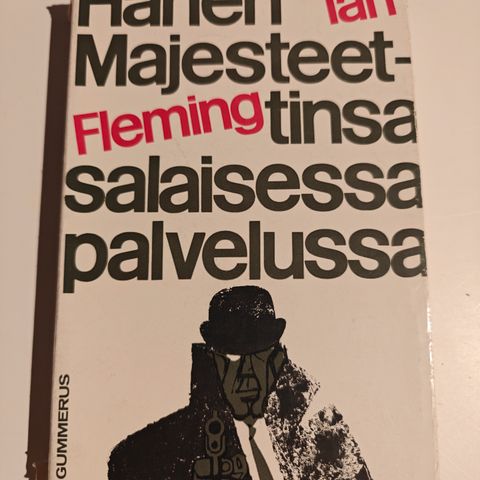 Hänen Ian
Majesteet-
Fleming tinsa
salaisessa
palvelussa
GUMMERUS